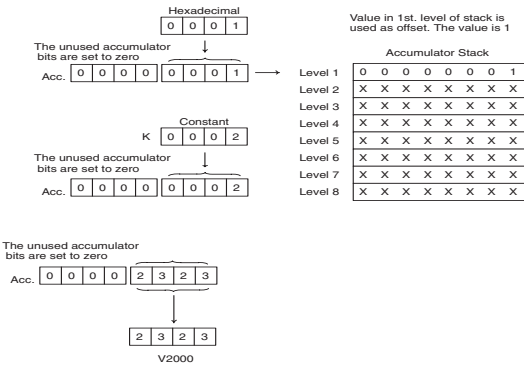 Hexadecimal
0 0 0 1
The unused accumulator
bits are set to zero
Acc. 0 0 0 0 0 0 0 1
Constant
K 0 0 0 2
The unused accumulator
bits are set to zero
Acc. 0 0 0 0 0 0 0 2
Value in 1st. level of stack is
used as offset. The value is 1
Accumulator Stack
Level 1 0 0 0 0 0 0 0 1
Level 2 X X X X X X X X
Level 3 X X X X X X X X
Level 4 X X X X X X X X
Level 5 X X X X X X X X
Level 6 X X X X X X X X
Level 7 X X X X X X X X
Level 8 X X X X X X X X
The unused accumulator
bits are set to zero
Acc. 0 0 0 0 2 3 2 3
2 3 2 3
V2000